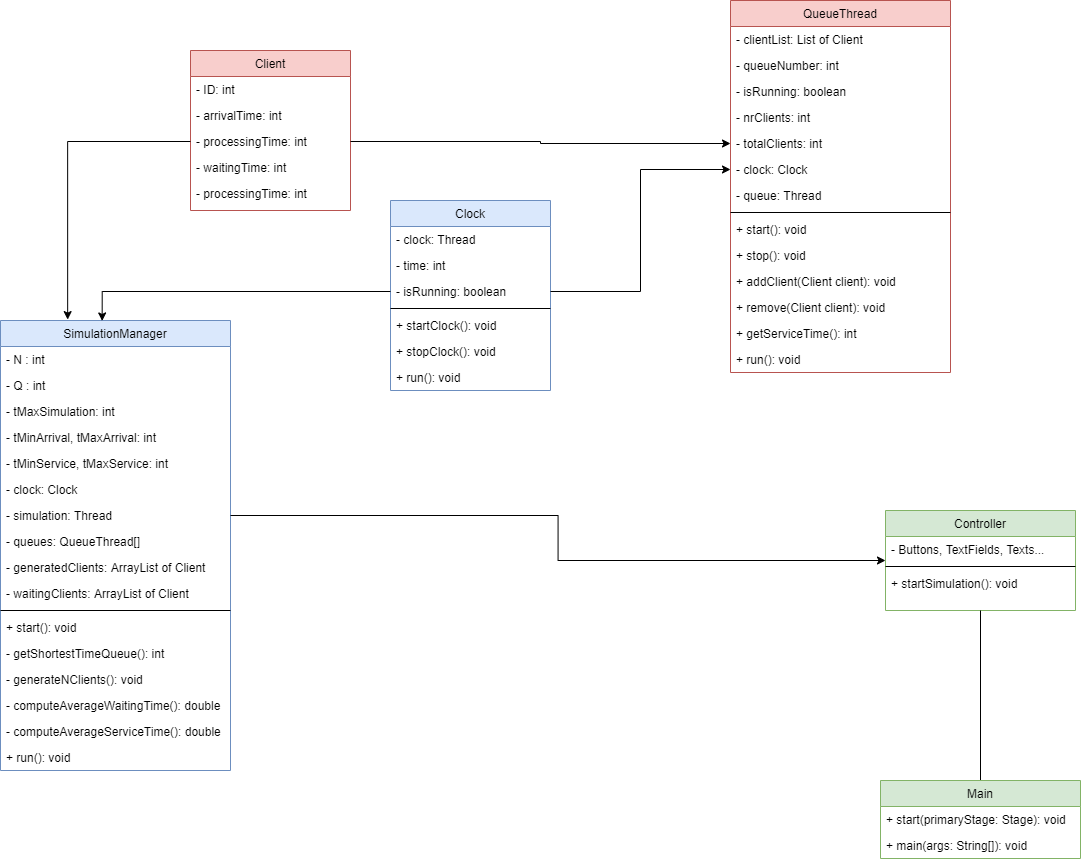 QueueThread
- clientList: List of Client
- queueNumber: int
- isRunning: boolean
- nrClients: int
- totalClients: int
- clock: Clock
- queue: Thread
+ start(): void
+ stop(): void
+ addClient(Client client): void
+ remove(Client client): void
+ getServiceTime(): int
+ run(): void
Client
- ID: int
- arrivalTime: int
- processingTime: int
- waitingTime: int
- processingTime: int
Clock
- clock: Thread
- time: int
- isRunning: boolean
+ startClock(): void
+ stopClock(): void
+ run(): void
SimulationManager
- N : int
- Q : int
- tMaxSimulation: int
- tMinArrival, tMaxArrival: int
- tMinService, tMaxService: int
- clock: Clock
- simulation: Thread
- queues: QueueThread[]
- generatedClients: ArrayList of Client
- waitingClients: ArrayList of Client
+ start(): void
- getShortestTimeQueue(): int
- generateNClients(): void
- computeAverageWaitingTime(): double
- computeAverageServiceTime(): double
+ run(): void
Controller
- Buttons, TextFields, Texts...
+ startSimulation(): void
Main
+ start(primaryStage: Stage): void
+ main(args: String[]): void